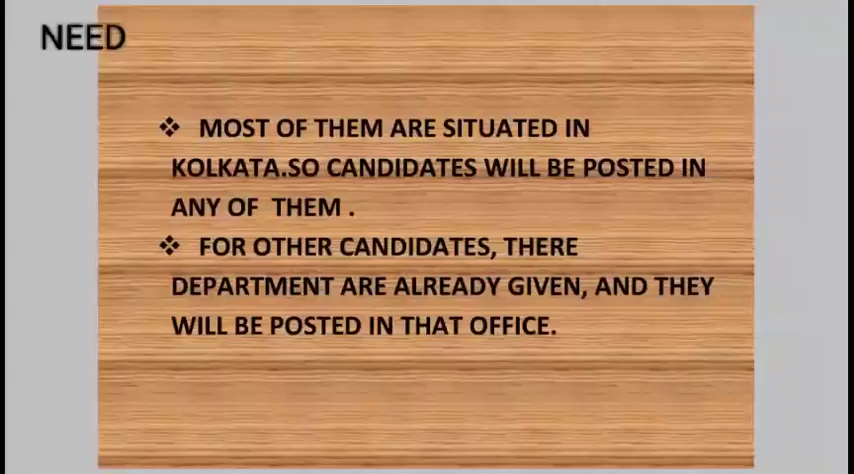 NEED
❖ MOST OF THEM ARE SITUATED IN
KOLKATA.SO CANDIDATES WILL BE POSTED IN
ANY OF THEM .
❖ FOR OTHER CANDIDATES, THERE
DEPARTMENT ARE ALREADY GIVEN, AND THEY
WILL BE POSTED IN THAT OFFICE.